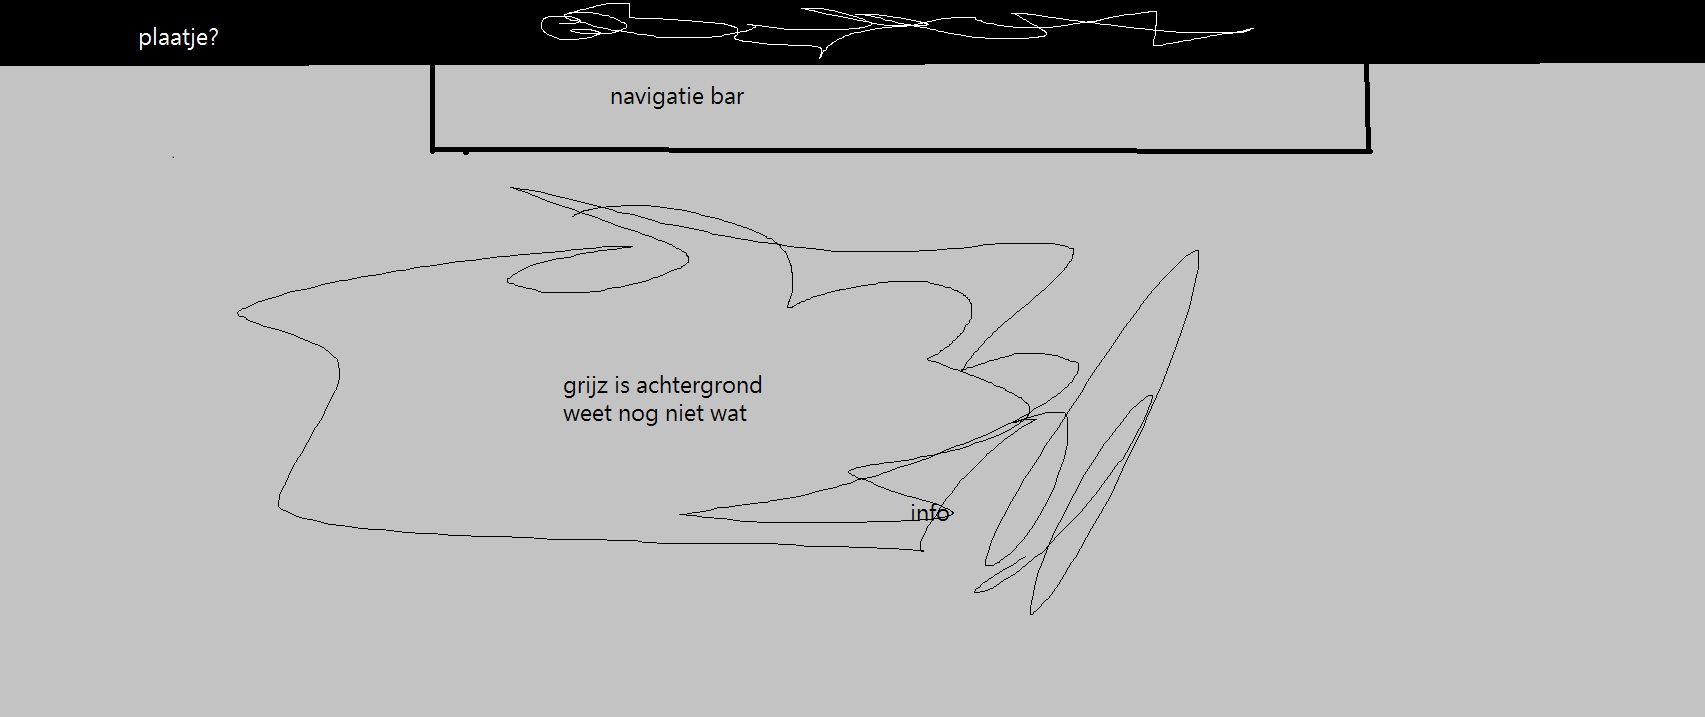 plaatje?
navigatie bar
grijz is achtergrond
weet nog niet wat
info